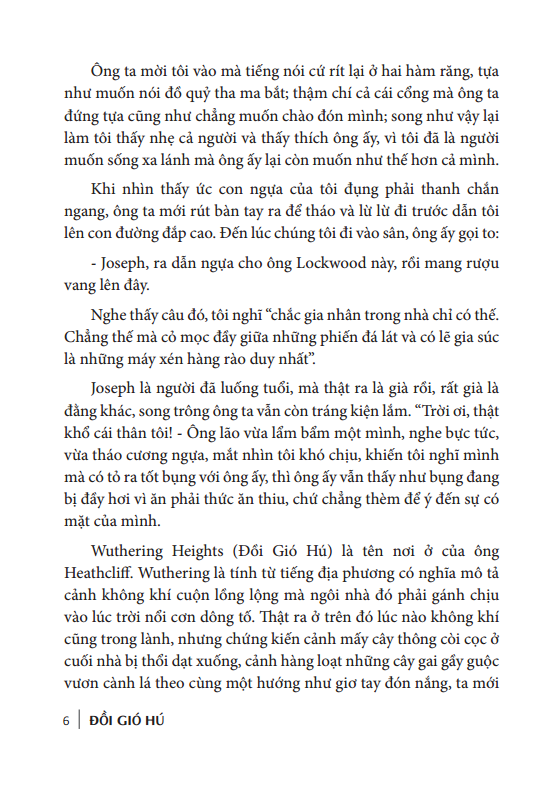 Ông ta mời tôi vào mà tiếng nói cứ rít lại ở hai hàm răng, tựa
như muốn nói đồ quỷ tha ma bắt; thậm chí cả cái cổng mà ông ta
đứng tựa cũng như chẳng muốn chào đón mình; song như vậy lại
làm tôi thấy nhẹ cả người và thấy thích ông ấy, vì tôi đã là người
muốn sống xa lánh mà ông ấy lại còn muốn như thế hơn cả mình.
Khi nhìn thấy ức con ngựa của tôi đụng phải thanh chắn
ngang, ông ta mới rút bàn tay ra để tháo và lừ lừ đi trước dẫn tôi
lên con đường đắp cao. Đến lúc chúng tôi đi vào sân, ông ấy gọi to:
- Joseph, ra dẫn ngựa cho ông Lockwood này, rồi mang rượu
vang lên đây.
Nghe thấy câu đó, tôi nghĩ “chắc gia nhân trong nhà chỉ có thế.
Chẳng thế mà cỏ mọc đầy giữa những phiến đá lát và có lẽ gia súc
là những máy xén hàng rào duy nhất”.
Joseph là người đã luống tuổi, mà thật ra là già rồi, rất già là
đằng khác, song trông ông ta vẫn còn tráng kiện lắm. “Trời ơi, thật
khổ cái thân tôi! - Ông lão vừa lẩm bẩm một mình, nghe bực tức,
vừa tháo cương ngựa, mắt nhìn tôi khó chịu, khiến tôi nghĩ mình
mà có tỏ ra tốt bụng với ông ấy, thì ông ấy vẫn thấy như bụng đang
bị đầy hơi vì ăn phải thức ăn thiu, chứ chẳng thèm để ý đến sự có
mặt của mình.
Wuthering Heights (Đồi Gió Hú) là tên nơi ở của ông
Heathcliff. Wuthering là tính từ tiếng địa phương có nghĩa mô tả
cảnh không khí cuộn lồng lộng mà ngôi nhà đó phải gánh chịu
vào lúc trời nổi cơn dông tố. Thật ra ở trên đó lúc nào không khí
cũng trong lành, nhưng chứng kiến cảnh mấy cây thông còi cọc ở
cuối nhà bị thổi dạt xuống, cảnh hàng loạt những cây gai gầy guộc
vươn cành lá theo cùng một hướng như giơ tay đón nắng, ta mới
6 | ĐỒI GIÓ HÚ